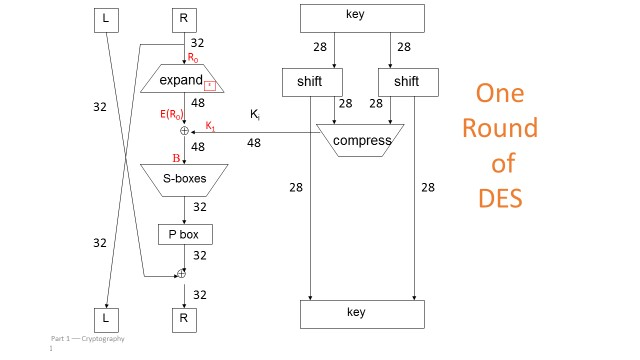 L
R
key
32
28
28
R₀
expand
shift
shift
48
28
28
32
E(R₀)
Kᵢ
K₁
compress
48
48
B
S-boxes
28
28
32
P box
32
32
32
L
R
key
One
Round
of
DES
Part 1 — Cryptography
1